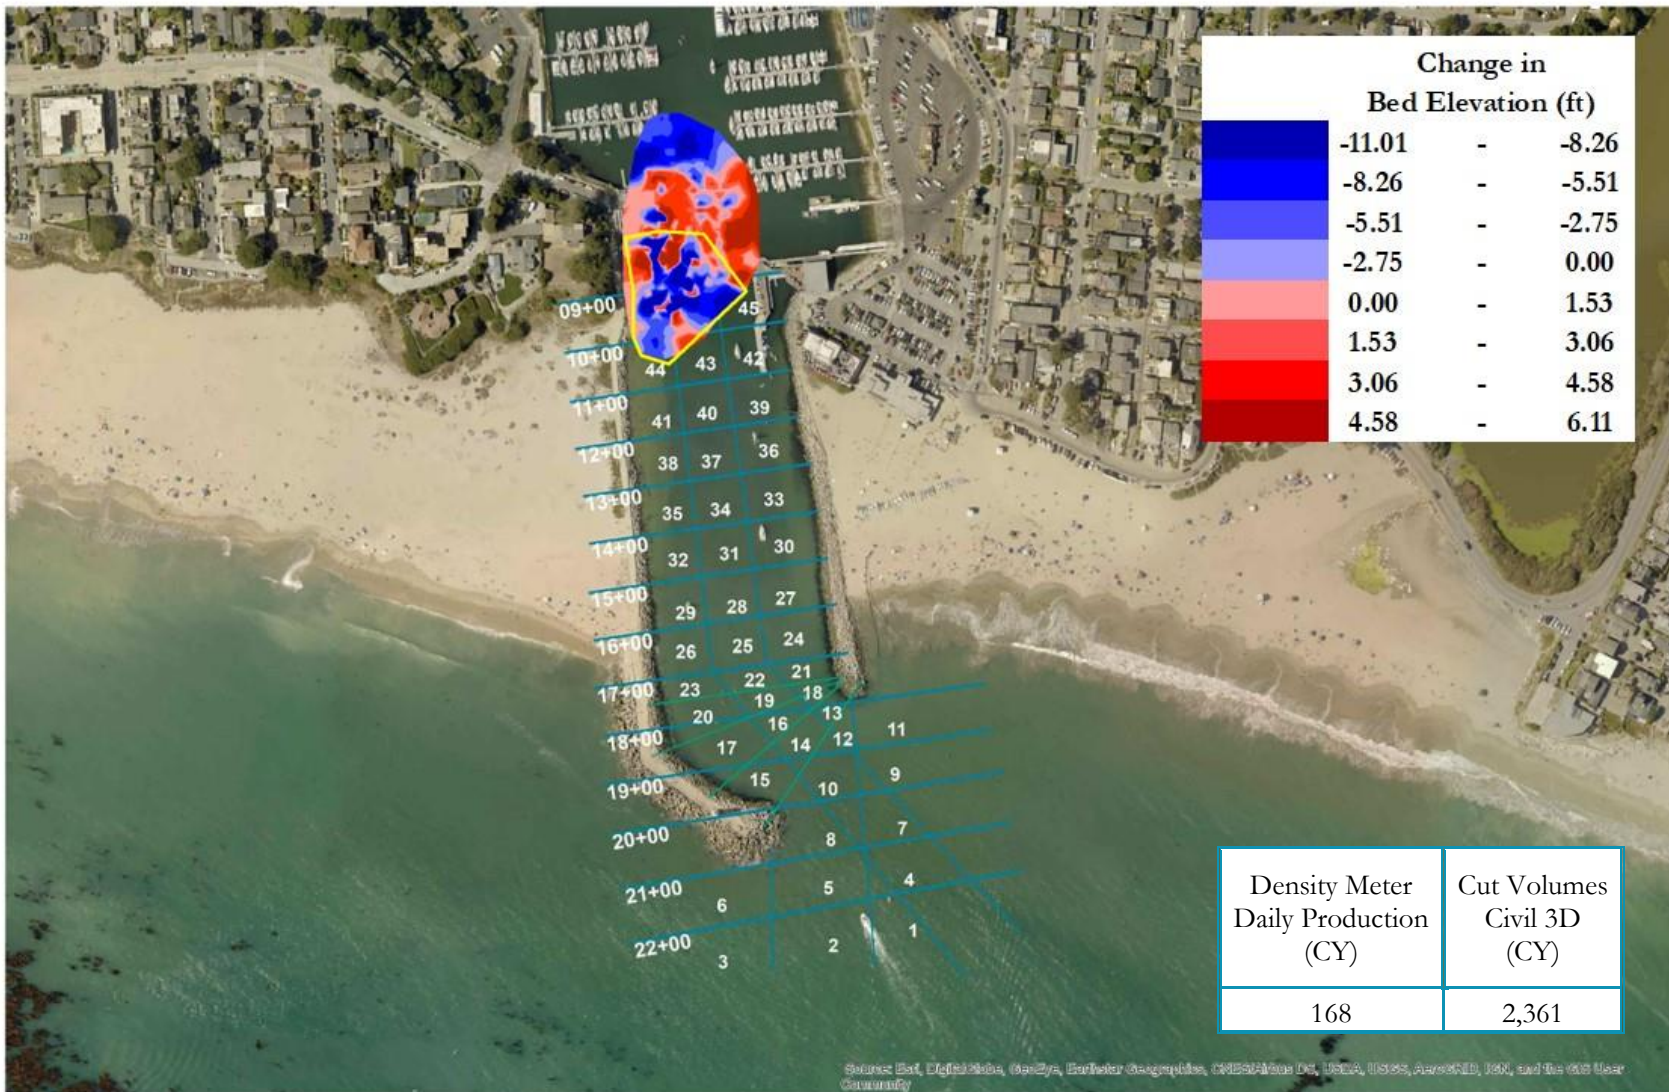 Change in
Bed Elevation (ft)
-11.01 - -8.26
-8.26 - -5.51
-5.51 - -2.75
-2.75 - 0.00
0.00 - 1.53
1.53 - 3.06
3.06 - 4.58
4.58 - 6.11
09+00 45
10+00 44 43 42
11+00 41 40 39
12+00 38 37 36
13+00 35 34 33
14+00 32 31 30
15+00 29 28 27
16+00 26 25 24
17+00 23 22 21
20 19 18
18+00 17 16 13
14 12 11
19+00 15 10 9
20+00 8 7
21+00 6 5 4
22+00 3 2 1
Density Meter
Daily Production
(CY)
Cut Volumes
Civil 3D
(CY)
168 2,361
Source: Esri, DigitalGlobe, GeoEye, Earthstar Geographics, CNES/Airbus DS, USDA, USGS, AeroGRID, IGN, and the GIS User
Community